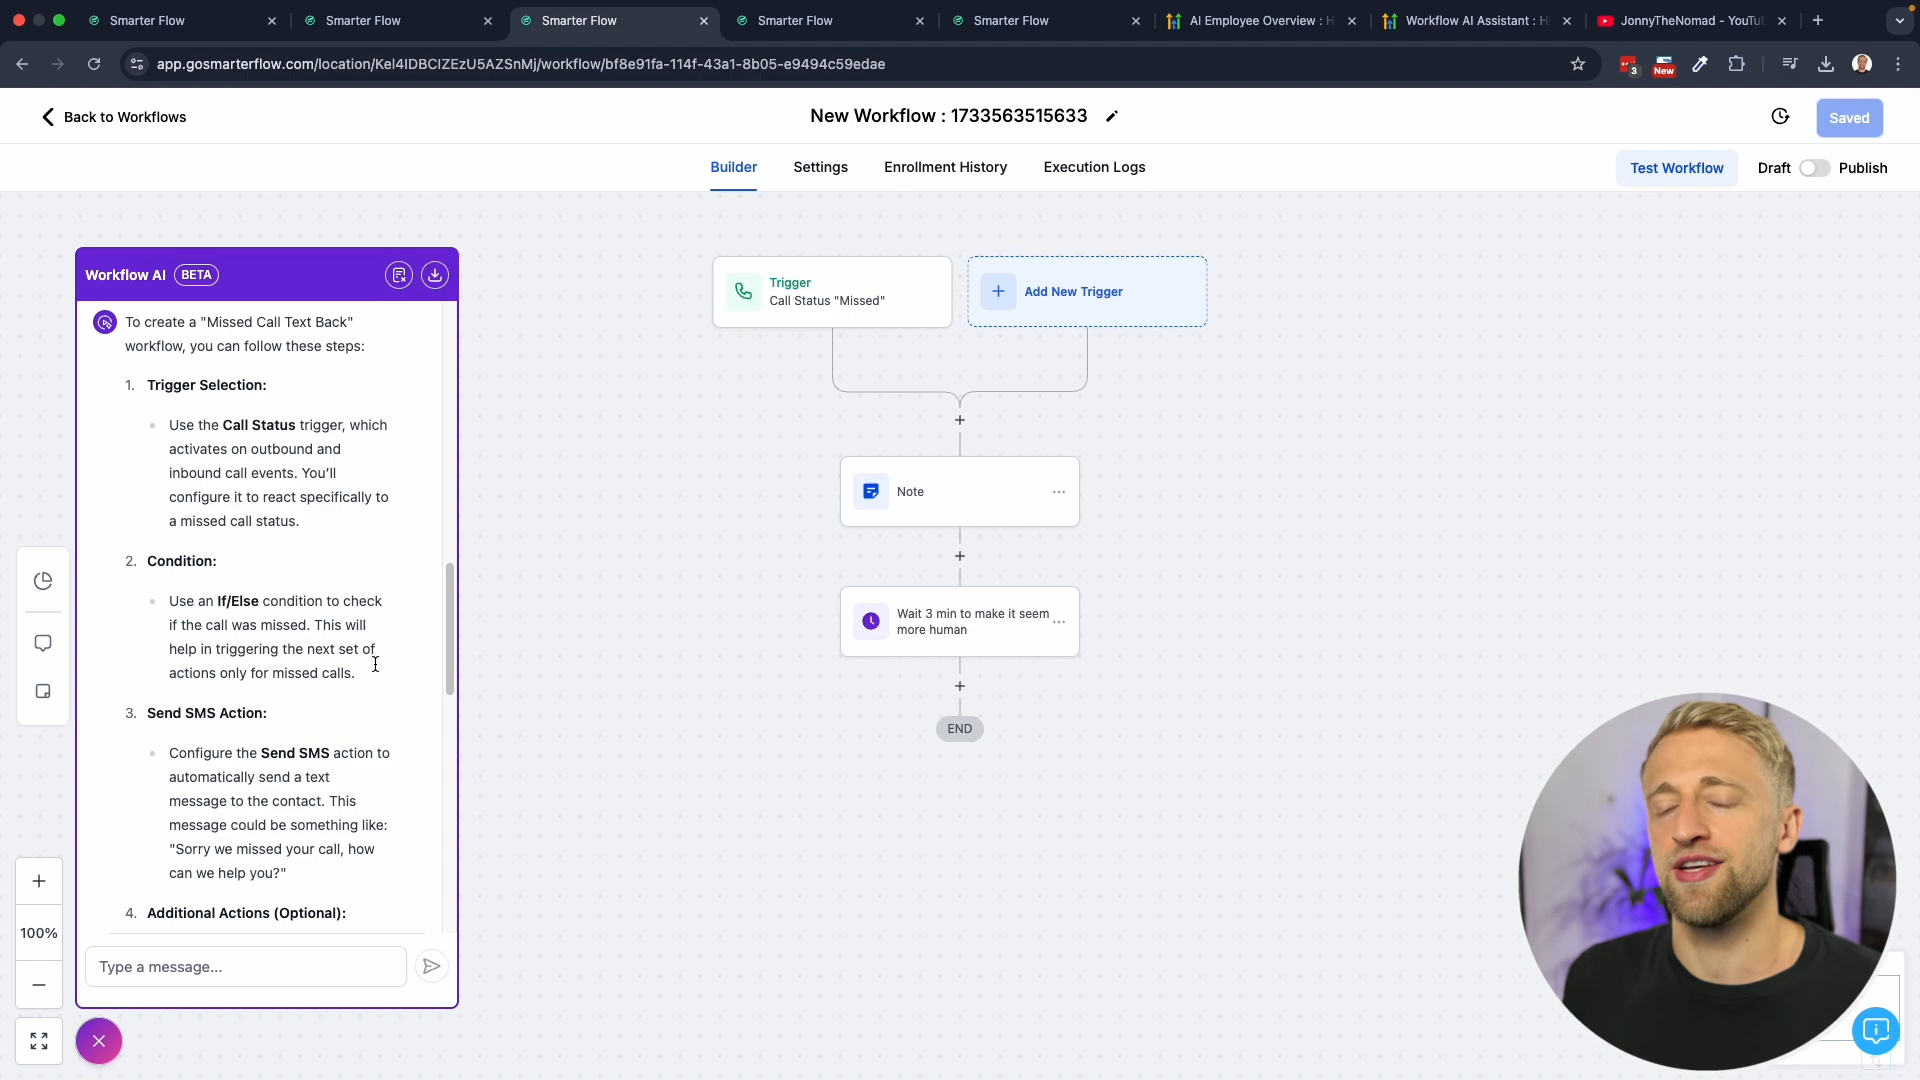 Smarter Flow
Smarter Flow
Smarter Flow
Smarter Flow
Smarter Flow
AI Employee Overview : H
Workflow AI Assistant : H
JonnyTheNomad - YouTu
app.gosmarterflow.com/location/Kel4IDBCIZEzU5AZSnMj/workflow/bf8e91fa-114f-43a1-8b05-e9494c59edae
3
New
Back to Workflows
New Workflow : 1733563515633
Saved
Builder
Settings
Enrollment History
Execution Logs
Test Workflow
Draft
Publish
Workflow AI
BETA
To create a "Missed Call Text Back"
workflow, you can follow these steps:
1. Trigger Selection:
Use the Call Status trigger, which
activates on outbound and
inbound call events. You'll
configure it to react specifically to
a missed call status.
2. Condition:
Use an If/Else condition to check
if the call was missed. This will
help in triggering the next set of
actions only for missed calls.
3. Send SMS Action:
Configure the Send SMS action to
automatically send a text
message to the contact. This
message could be something like:
"Sorry we missed your call, how
can we help you?"
4. Additional Actions (Optional):
Type a message...
100%
Trigger
Call Status "Missed"
Add New Trigger
Note
Wait 3 min to make it seem
more human
END